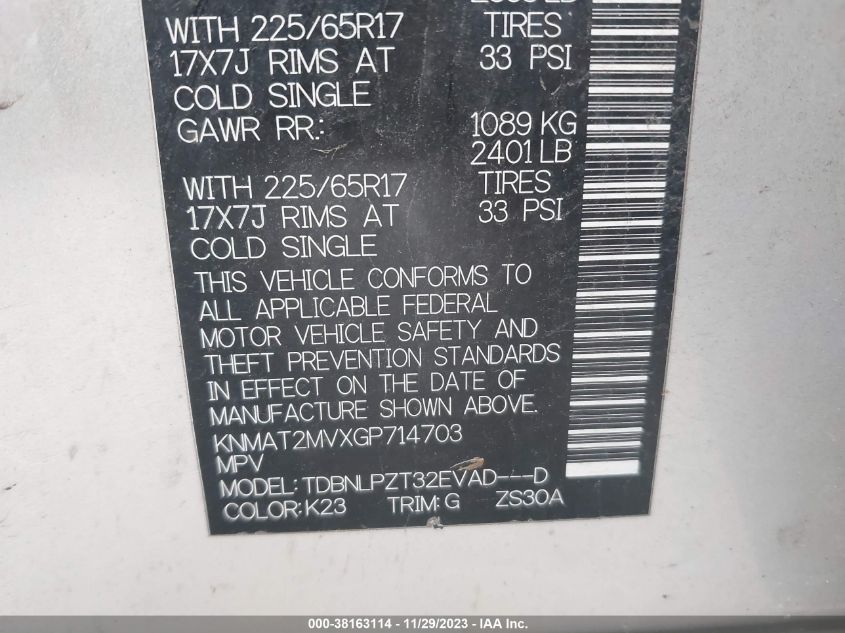 WITH 225/65R17 TIRES
17X7J RIMS AT 33 PSI
COLD SINGLE
GAWR RR.: 1089 KG
2401 LB
WITH 225/65R17 TIRES
17X7J RIMS AT 33 PSI
COLD SINGLE
THIS VEHICLE CONFORMS TO
ALL APPLICABLE FEDERAL
MOTOR VEHICLE SAFETY AND
THEFT PREVENTION STANDARDS
IN EFFECT ON THE DATE OF
MANUFACTURE SHOWN ABOVE.
KNMAT2MVXGP714703
MPV
MODEL: TDBNLPZT32EVAD---D
COLOR: K23 TRIM: G ZS30A
000-38163114 - 11/29/2023 - IAA Inc.